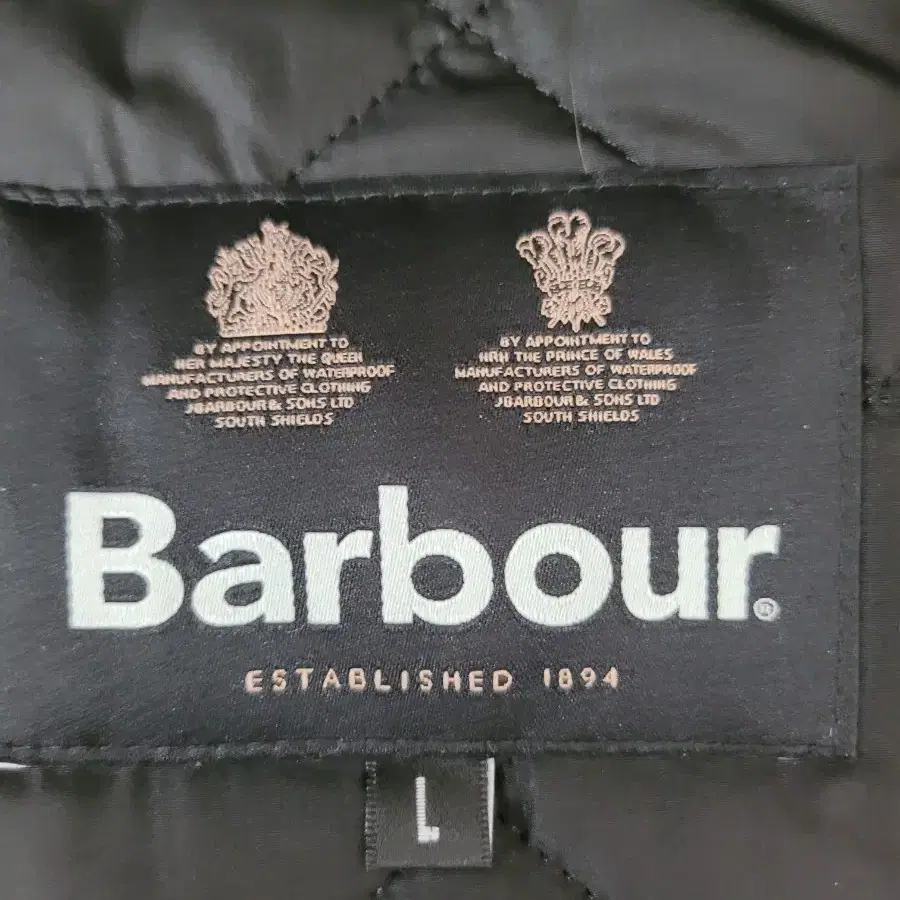 BY APPOINTMENT TO
HER MAJESTY THE QUEEN
MANUFACTURERS OF WATERPROOF
AND PROTECTIVE CLOTHING
J BARBOUR & SONS LTD
SOUTH SHIELDS
BY APPOINTMENT TO
HRH THE PRINCE OF WALES
MANUFACTURERS OF WATERPROOF
AND PROTECTIVE CLOTHING
J BARBOUR & SONS LTD
SOUTH SHIELDS
Barbour®
ESTABLISHED 1894
L